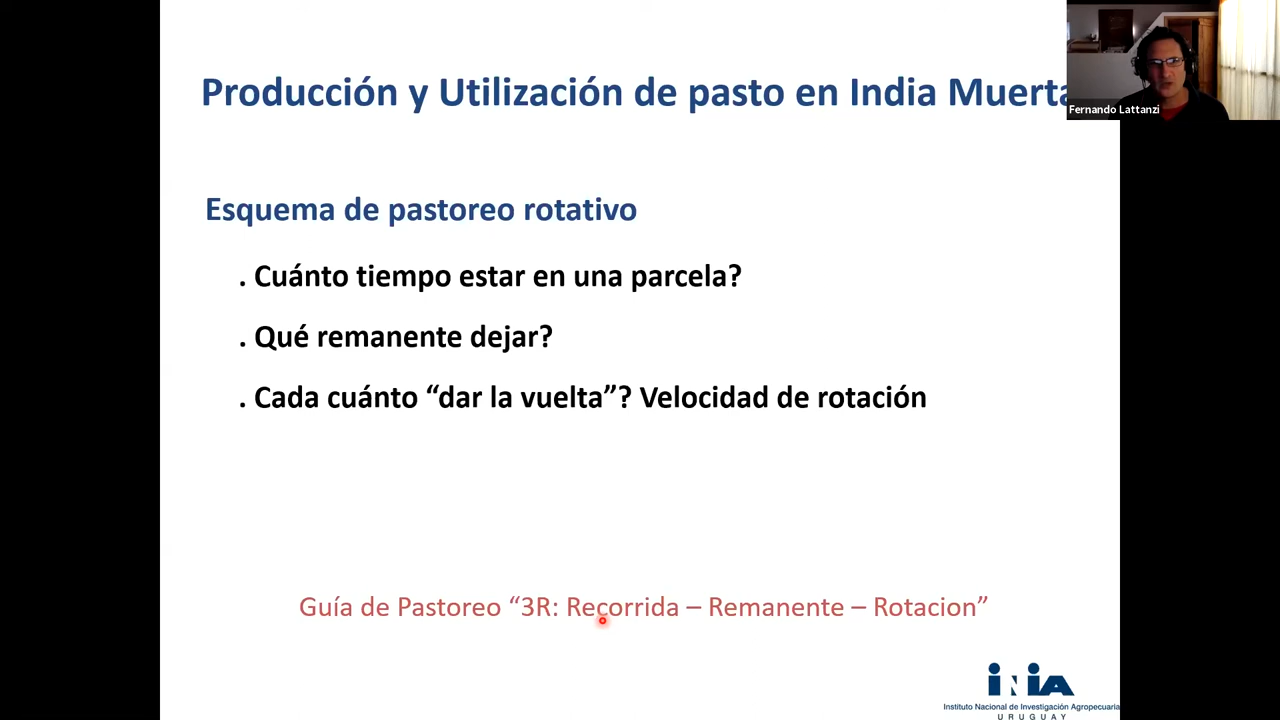 Producción y Utilización de pasto en India Muerta
Fernando Lattanzi
Esquema de pastoreo rotativo
. Cuánto tiempo estar en una parcela?
. Qué remanente dejar?
. Cada cuánto “dar la vuelta”? Velocidad de rotación
Guía de Pastoreo “3R: Recorrida – Remanente – Rotacion”
INIA
Instituto Nacional de Investigación Agropecuaria
URUGUAY